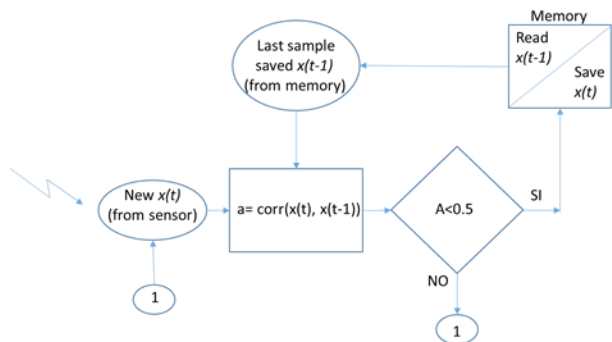 Memory
Read
x(t-1)
Save
x(t)
Last sample
saved x(t-1)
(from memory)
New x(t)
(from sensor)
a= corr(x(t), x(t-1))
A<0.5
SI
NO
1
1